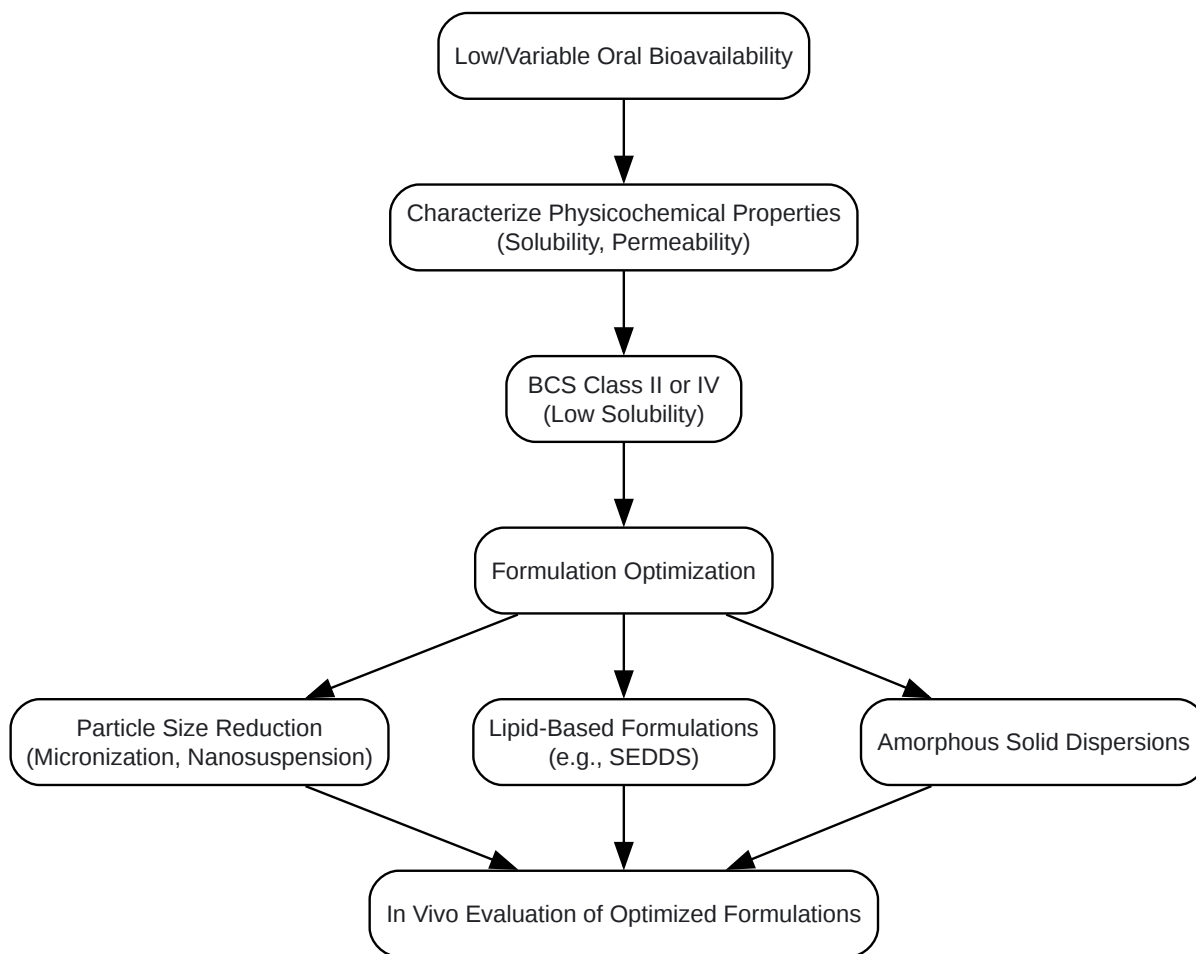 Low/Variable Oral Bioavailability
Characterize Physicochemical Properties
(Solubility, Permeability)
BCS Class II or IV
(Low Solubility)
Formulation Optimization
Particle Size Reduction
(Micronization, Nanosuspension)
Lipid-Based Formulations
(e.g., SEDDS)
Amorphous Solid Dispersions
In Vivo Evaluation of Optimized Formulations